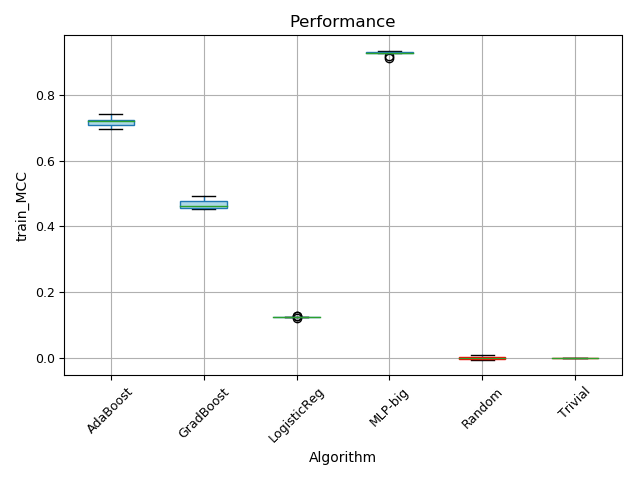 Performance
train_MCC
0.8
0.6
0.4
0.2
0.0
AdaBoost
GradBoost
LogisticReg
MLP-big
Random
Trivial
Algorithm